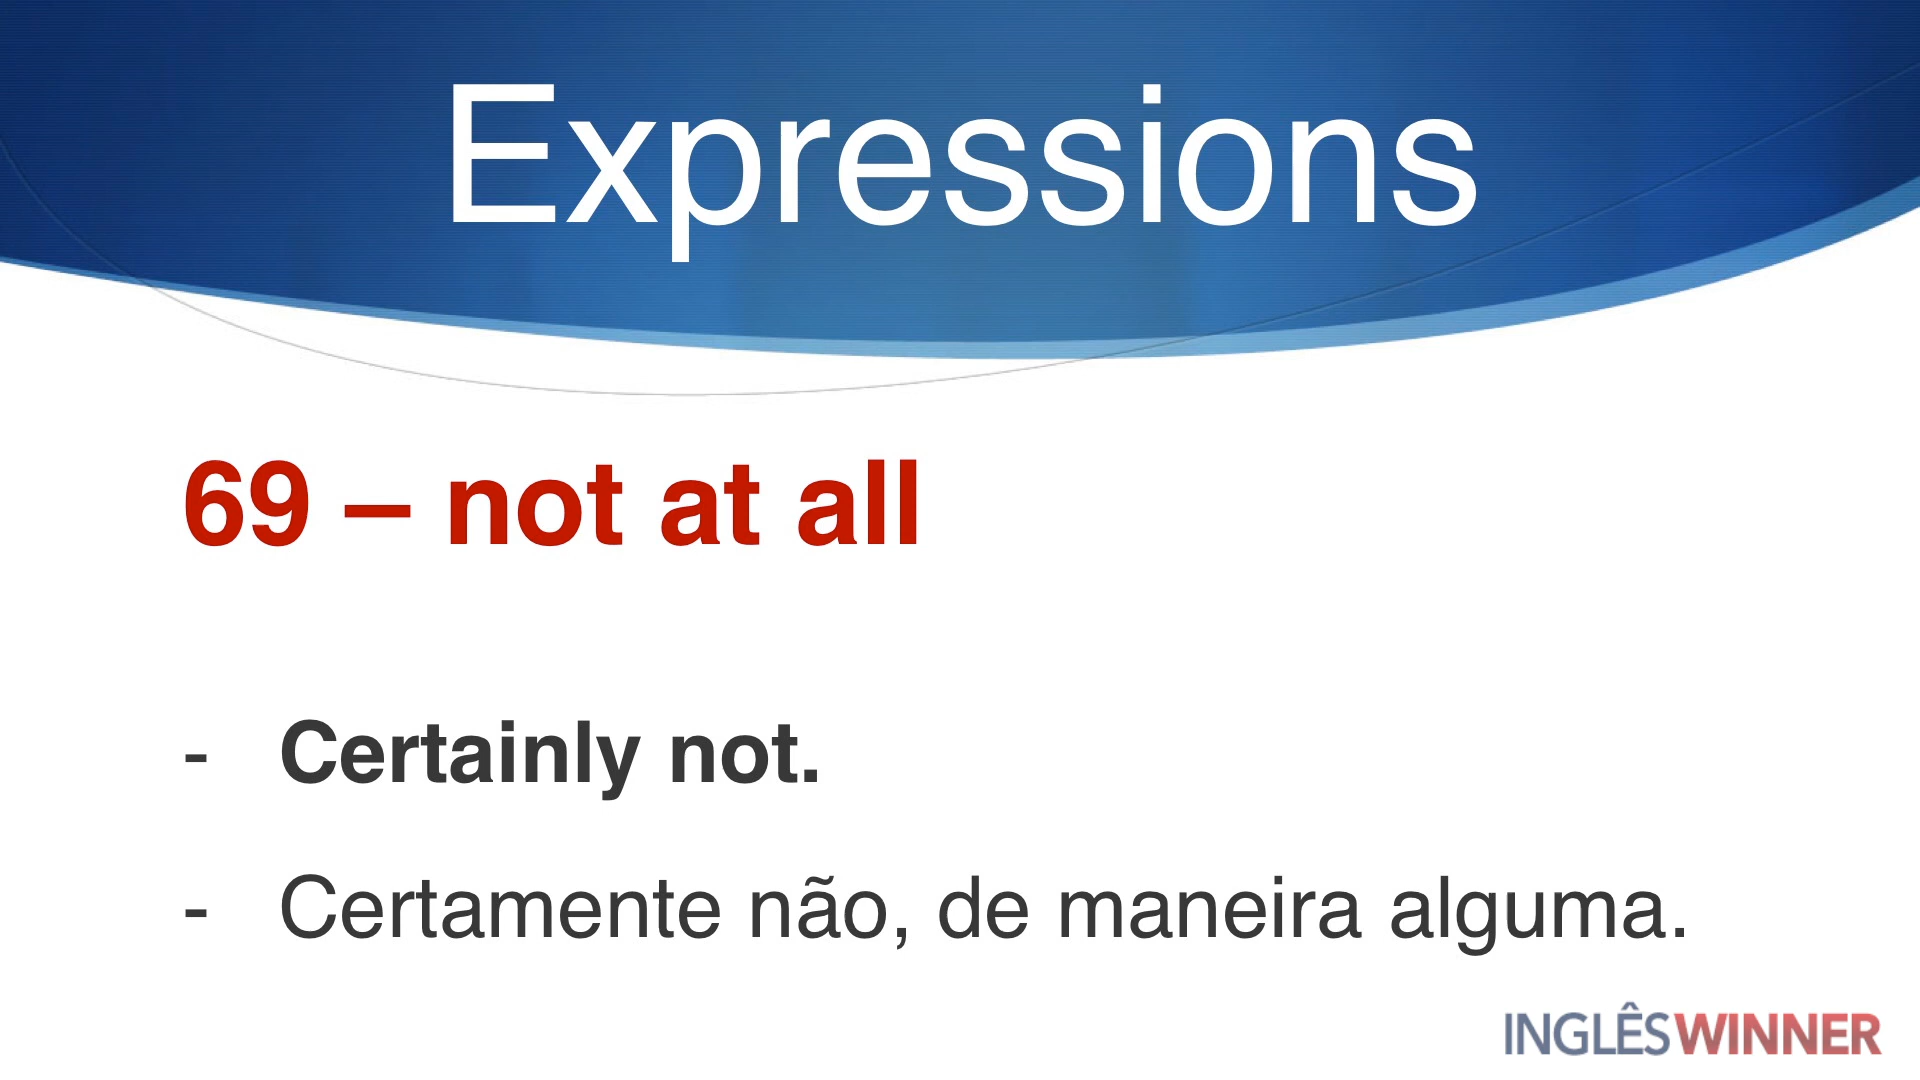 Expressions
69 – not at all
- Certainly not.
- Certamente não, de maneira alguma.
INGLÊSWINNER